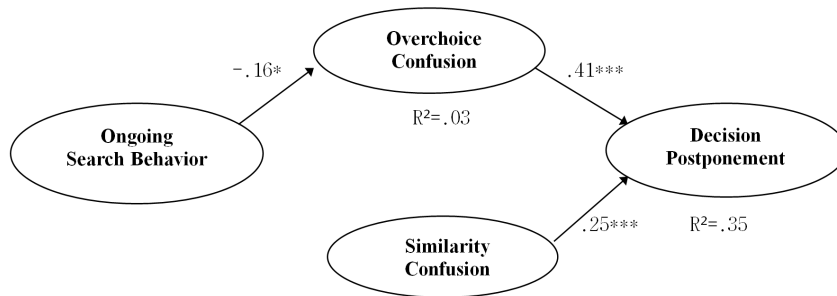 Overchoice
Confusion
-.16*
.41***
R²=.03
Ongoing
Search Behavior
Decision
Postponement
.25***
R²=.35
Similarity
Confusion